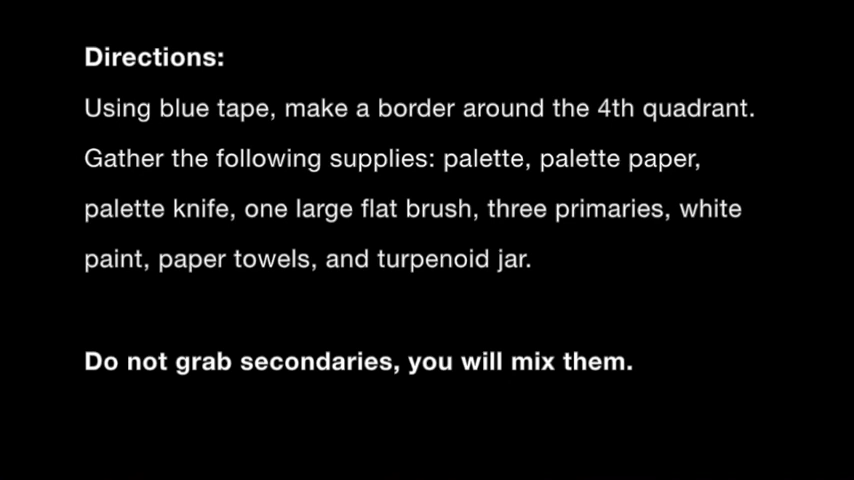 Directions:
Using blue tape, make a border around the 4th quadrant.
Gather the following supplies: palette, palette paper,
palette knife, one large flat brush, three primaries, white
paint, paper towels, and turpenoid jar.
Do not grab secondaries, you will mix them.